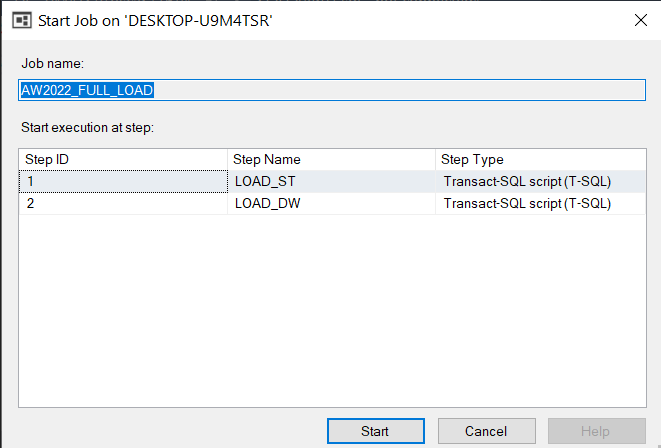 Start Job on 'DESKTOP-U9M4TSR'
Job name:
AW2022_FULL_LOAD
Start execution at step:
Step ID Step Name Step Type
1 LOAD_ST Transact-SQL script (T-SQL)
2 LOAD_DW Transact-SQL script (T-SQL)
Start Cancel Help